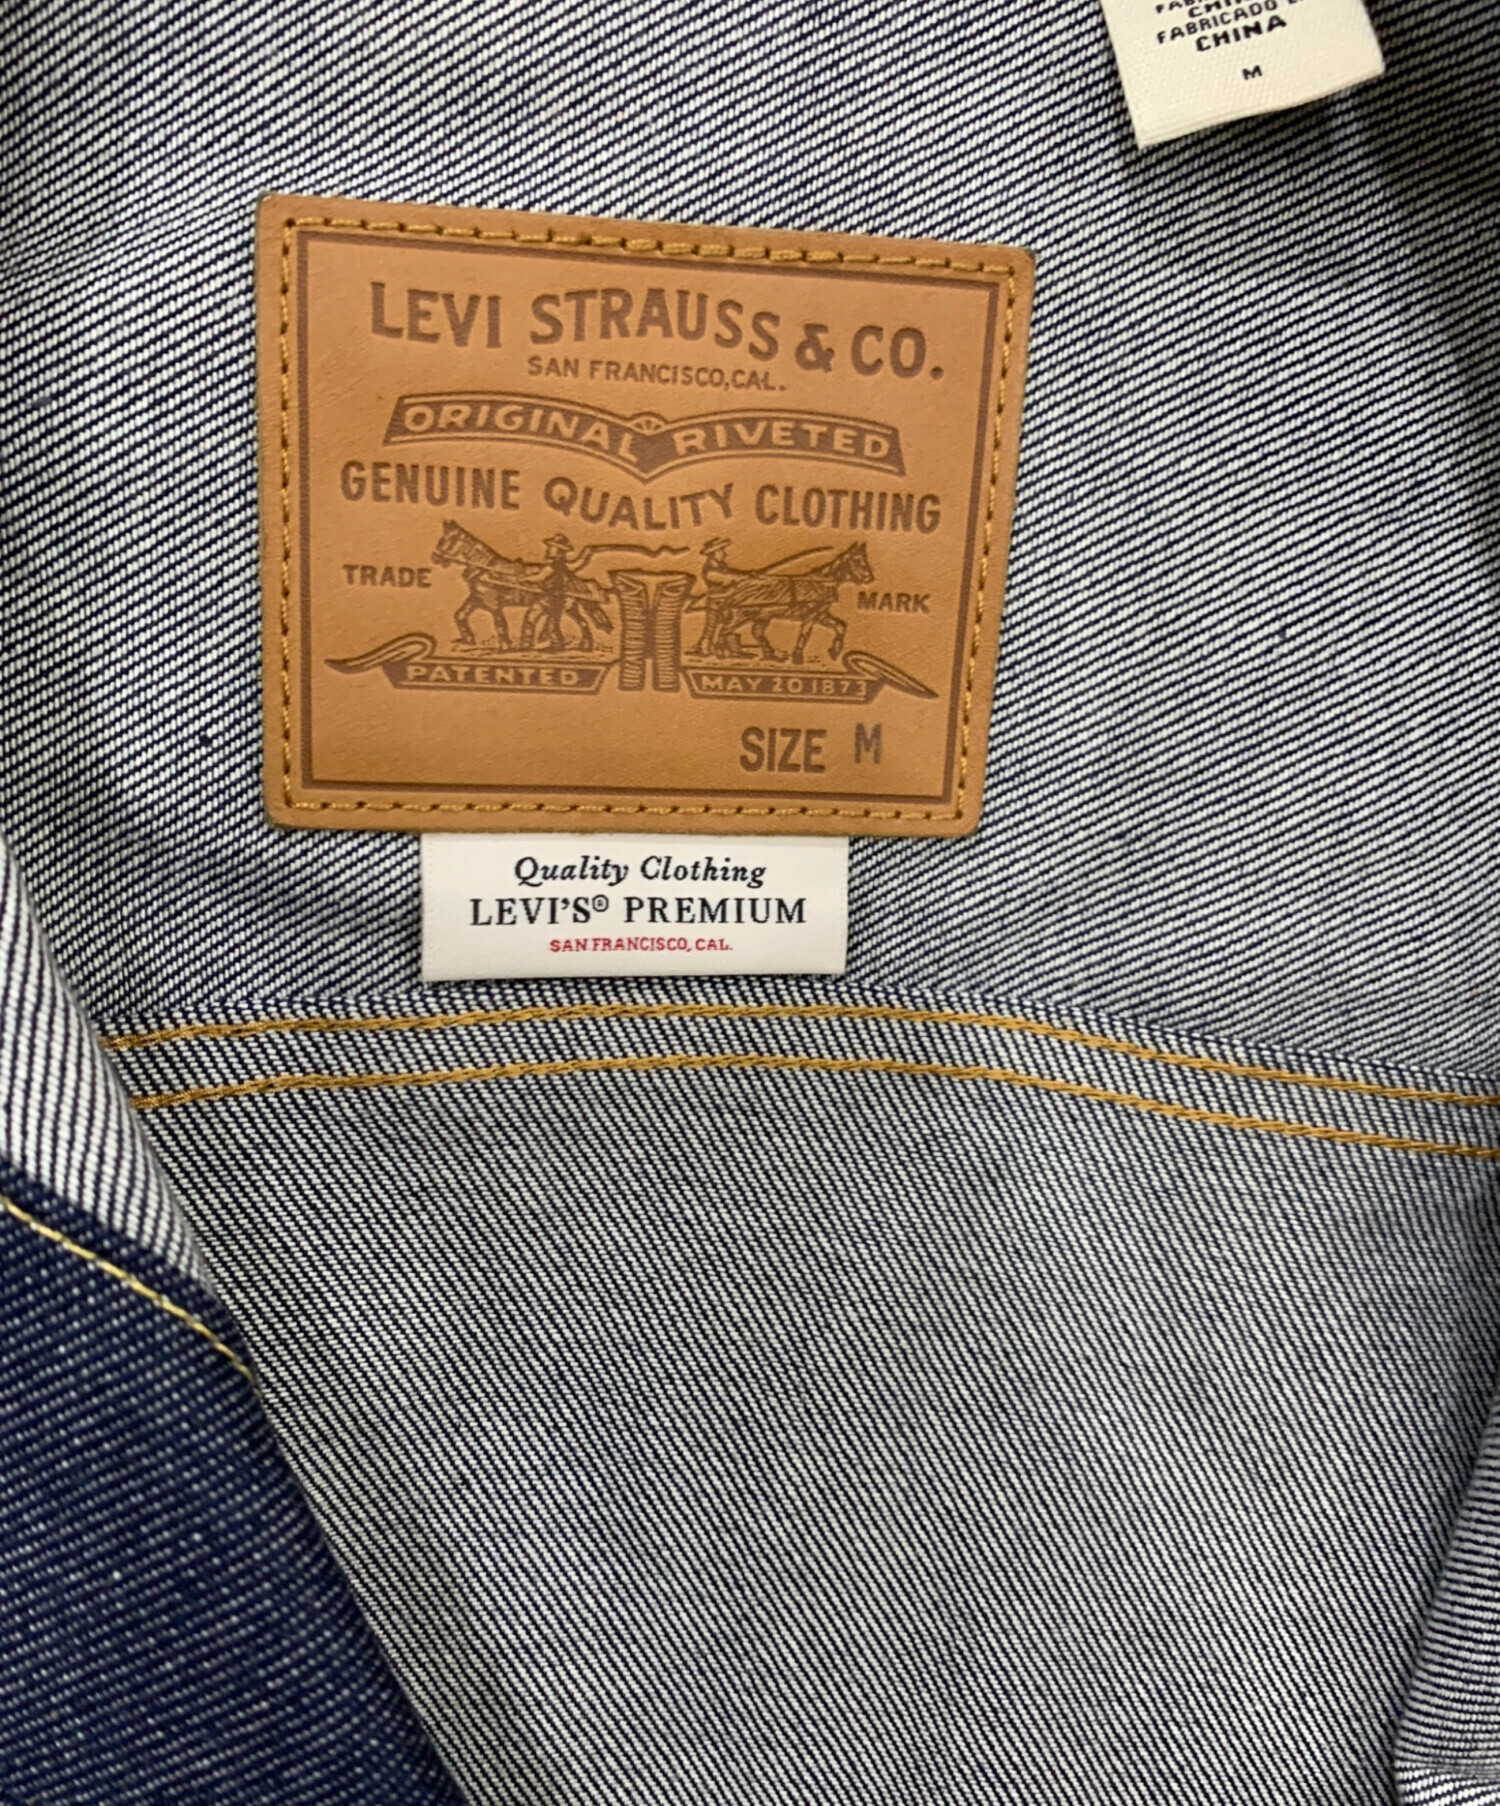 CHINA
FABRICADO
CHINA
M
LEVI STRAUSS & CO.
SAN FRANCISCO, CAL.
ORIGINAL RIVETED
GENUINE QUALITY CLOTHING
TRADE MARK
PATENTED MAY 20 1873
SIZE M
Quality Clothing
LEVI'S® PREMIUM
SAN FRANCISCO, CAL.